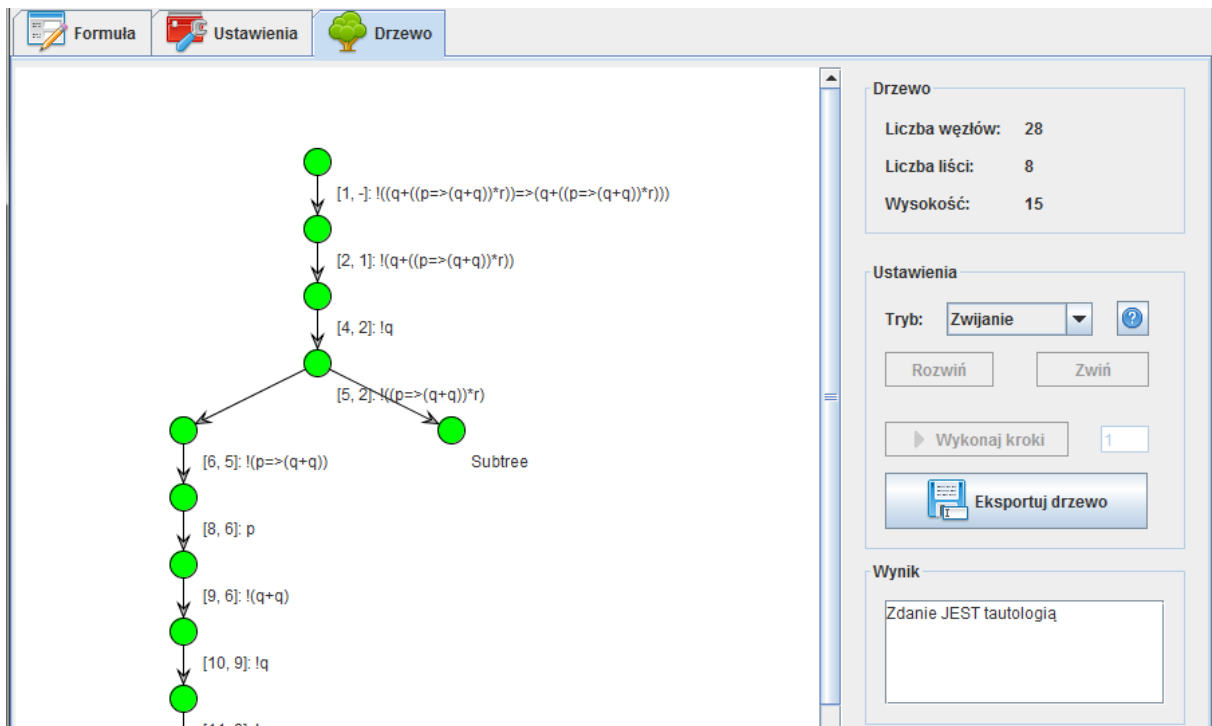 Formuła
Ustawienia
Drzewo
[1, -]: !((q+((p=>(q+q))*r))=>(q+((p=>(q+q))*r)))
[2, 1]: !(q+((p=>(q+q))*r))
[4, 2]: !q
[5, 2]: !((p=>(q+q))*r)
[6, 5]: !(p=>(q+q))
Subtree
[8, 6]: p
[9, 6]: !(q+q)
[10, 9]: !q
Drzewo
Liczba węzłów: 28
Liczba liści: 8
Wysokość: 15
Ustawienia
Tryb: Zwijanie ?
Rozwiń Zwiń
Wykonaj kroki 1
Eksportuj drzewo
Wynik
Zdanie JEST tautologią